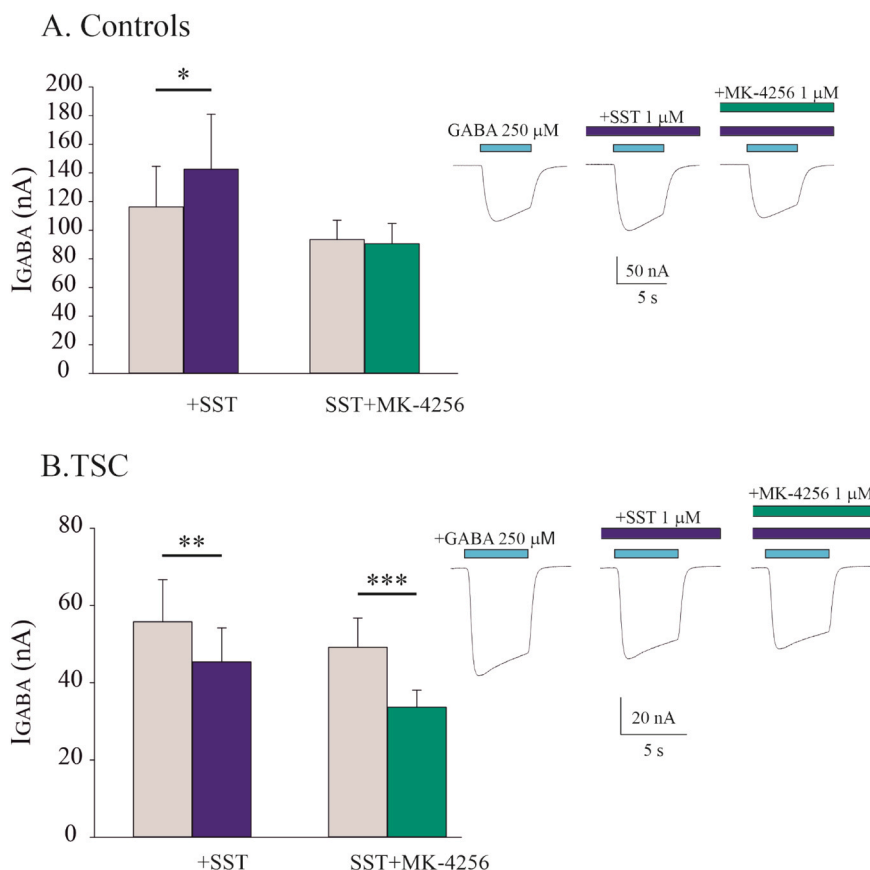 A. Controls
*
200
180
160
140
120
100
80
60
40
20
0
IGABA (nA)
+SST
SST+MK-4256
GABA 250 μM
+SST 1 μM
+MK-4256 1 μM
50 nA
5 s
B.TSC
**
***
80
60
40
20
0
IGABA (nA)
+SST
SST+MK-4256
+GABA 250 μM
+SST 1 μM
+MK-4256 1 μM
20 nA
5 s